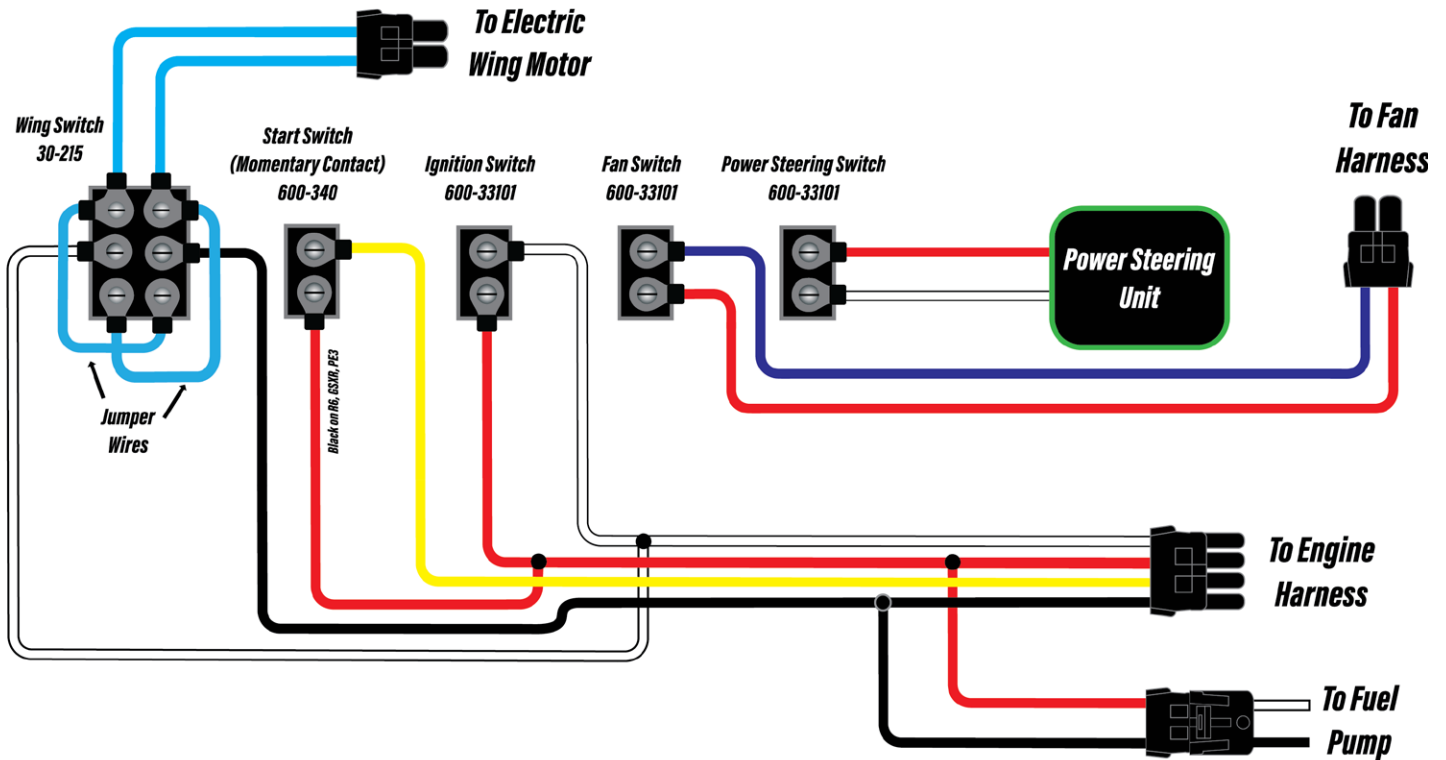 To Electric
Wing Motor
Wing Switch
30-215
Start Switch
(Momentary Contact)
600-340
Ignition Switch
600-33101
Fan Switch
600-33101
Power Steering Switch
600-33101
To Fan
Harness
Power Steering
Unit
Black on R6, GSXR, PE3
Jumper
Wires
To Engine
Harness
To Fuel
Pump